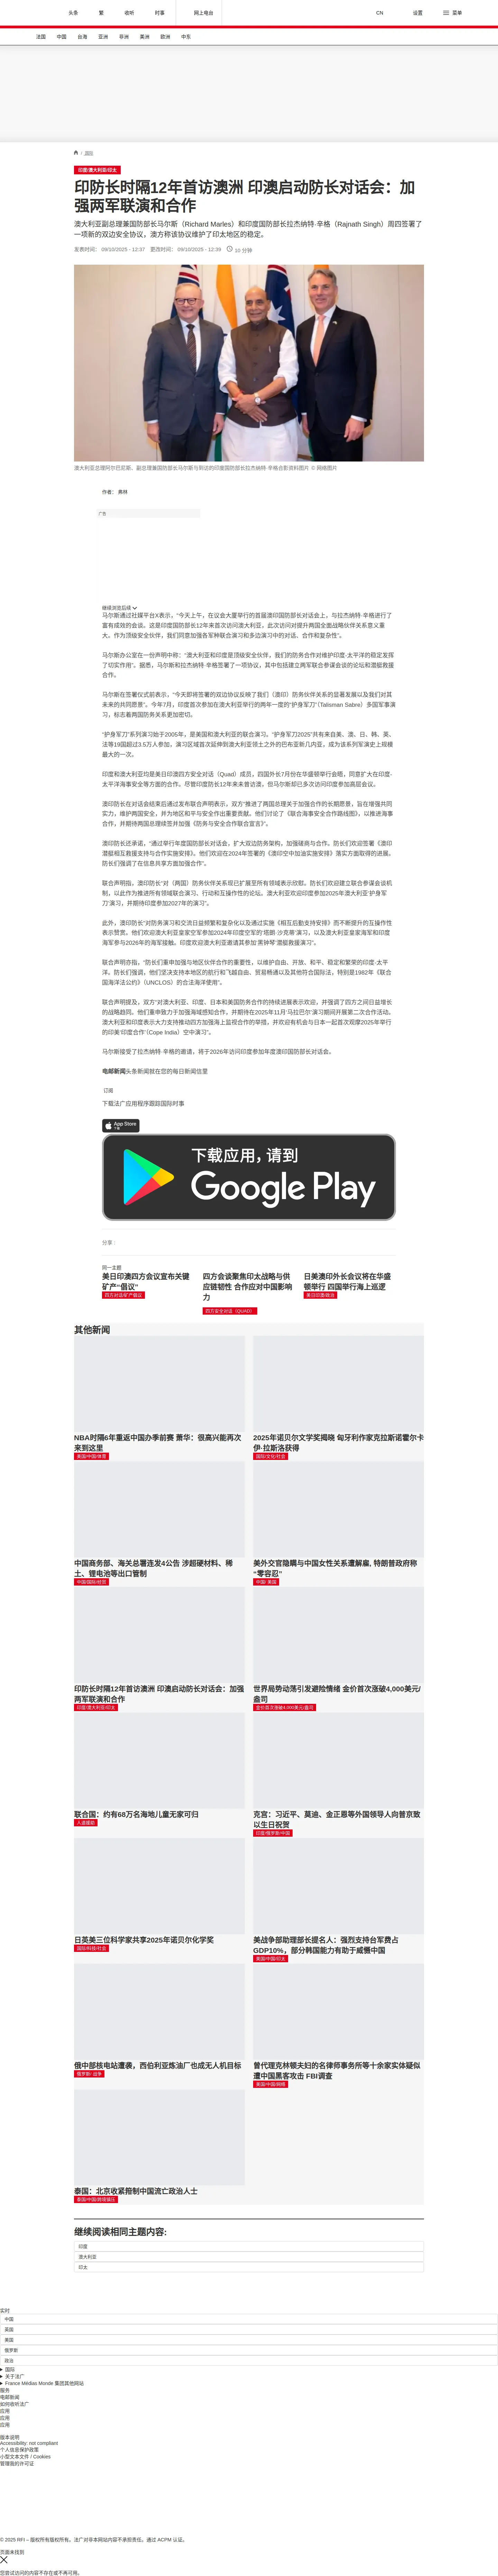 头条
繁
收听
时事
网上电台
CN
设置
菜单
法国
中国
台海
亚洲
非洲
美洲
欧洲
中东
/ 国际
印度/澳大利亚/印太
印防长时隔12年首访澳洲 印澳启动防长对话会：加
强两军联演和合作
澳大利亚副总理兼国防部长马尔斯（Richard Marles）和印度国防部长拉杰纳特·辛格（Rajnath Singh）周四签署了
一项新的双边安全协议，澳方称该协议维护了印太地区的稳定。
发表时间： 09/10/2025 - 12:37 更改时间： 09/10/2025 - 12:39 10 分钟
澳大利亚总理阿尔巴尼斯、副总理兼国防部长马尔斯与到访的印度国防部长拉杰纳特·辛格合影资料图片 © 网络图片
作者： 弗林
广告
继续浏览后续
马尔斯通过社媒平台X表示，“今天上午，在议会大厦举行的首届澳印国防部长对话会上，与拉杰纳特·辛格进行了
富有成效的会谈。这是印度国防部长12年来首次访问澳大利亚，此次访问对提升两国全面战略伙伴关系意义重
大。作为顶级安全伙伴，我们同意加强各军种联合演习和多边演习中的对话、合作和复杂性”。
马尔斯办公室在一份声明中称：“澳大利亚和印度是顶级安全伙伴，我们的防务合作对维护印度-太平洋的稳定发挥
了切实作用”。据悉，马尔斯和拉杰纳特·辛格签署了一项协议，其中包括建立两军联合参谋会谈的论坛和潜艇救援
合作。
马尔斯在签署仪式前表示，“今天即将签署的双边协议反映了我们（澳印）防务伙伴关系的显著发展以及我们对其
未来的共同愿景”。今年7月，印度首次参加在澳大利亚举行的两年一度的“护身军刀”（Talisman Sabre）多国军事演
习，标志着两国防务关系更加密切。
“护身军刀”系列演习始于2005年，是美国和澳大利亚的联合演习。“护身军刀2025”共有来自美、澳、日、韩、英、
法等19国超过3.5万人参加，演习区域首次延伸到澳大利亚领土之外的巴布亚新几内亚，成为该系列军演史上规模
最大的一次。
印度和澳大利亚均是美日印澳四方安全对话（Quad）成员，四国外长7月份在华盛顿举行会晤，同意扩大在印度-
太平洋海事安全等方面的合作。尽管印度防长12年来未曾访澳，但马尔斯却已多次访问印度参加高层会议。
澳印防长在对话会结束后通过发布联合声明表示，双方“推进了两国总理关于加强合作的长期愿景，旨在增强共同
实力，维护两国安全，并为地区和平与安全作出重要贡献。他们讨论了《联合海事安全合作路线图》，以推进海事
合作，并期待两国总理续签并加强《防务与安全合作联合宣言》”。
澳印防长还承诺，“通过举行年度国防部长对话会，扩大双边防务架构，加强磋商与合作。防长们欢迎签署《澳印
潜艇相互救援支持与合作实施安排》。他们欢迎在2024年签署的《澳印空中加油实施安排》落实方面取得的进展。
防长们强调了在信息共享方面加强合作”。
联合声明指，澳印防长“对（两国）防务伙伴关系现已扩展至所有领域表示欣慰。防长们欢迎建立联合参谋会谈机
制，以此作为推进所有领域联合演习、行动和互操作性的论坛。澳大利亚欢迎印度参加2025年澳大利亚‘护身军
刀’演习，并期待印度参加2027年的演习”。
此外，澳印防长“对防务演习和交流日益频繁和复杂化以及通过实施《相互后勤支持安排》而不断提升的互操作性
表示赞赏。他们欢迎澳大利亚皇家空军参加2024年印度空军的‘塔朗·沙克蒂’演习，以及澳大利亚皇家海军和印度
海军参与2026年的海军接触。印度欢迎澳大利亚邀请其参加‘黑钟琴’潜艇救援演习”。
联合声明亦指，“防长们重申加强与地区伙伴合作的重要性，以维护自由、开放、和平、稳定和繁荣的印度-太平
洋。防长们强调，他们坚决支持本地区的航行和飞越自由、贸易畅通以及其他符合国际法，特别是1982年《联合
国海洋法公约》（UNCLOS）的合法海洋使用”。
联合声明提及，双方“对澳大利亚、印度、日本和美国防务合作的持续进展表示欢迎，并强调了四方之间日益增长
的战略趋同。他们重申致力于加强海域感知合作，并期待在2025年11月‘马拉巴尔’演习期间开展第二次合作活动。
澳大利亚和印度表示大力支持推动四方加强海上监视合作的举措，并欢迎有机会与日本一起首次观摩2025年举行
的印美‘印度合作’（Cope India）空中演习”。
马尔斯接受了拉杰纳特·辛格的邀请，将于2026年访问印度参加年度澳印国防部长对话会。
电邮新闻头条新闻就在您的每日新闻信里
订阅
下载法广应用程序跟踪国际时事
App Store
下载
下载应用，请到
Google Play
分享 :
同一主题
美日印澳四方会议宣布关键
矿产“倡议”
四方对话/矿产倡议
四方会谈聚焦印太战略与供
应链韧性 合作应对中国影响
力
四方安全对话（QUAD）
日美澳印外长会议将在华盛
顿举行 四国举行海上巡逻
美日印澳/政治
其他新闻
NBA时隔6年重返中国办季前赛 萧华：很高兴能再次
来到这里
美国/中国/体育
2025年诺贝尔文学奖揭晓 匈牙利作家克拉斯诺霍尔卡
伊·拉斯洛获得
国际/文化/社会
中国商务部、海关总署连发4公告 涉超硬材料、稀
土、锂电池等出口管制
中国/国际/经贸
美外交官隐瞒与中国女性关系遭解雇, 特朗普政府称
“零容忍”
中国/ 美国
印防长时隔12年首访澳洲 印澳启动防长对话会：加强
两军联演和合作
印度/澳大利亚/印太
世界局势动荡引发避险情绪 金价首次涨破4,000美元/
盎司
金价首次涨破4,000美元/盎司
联合国：约有68万名海地儿童无家可归
人道援助
克宫：习近平、莫迪、金正恩等外国领导人向普京致
以生日祝贺
印度/俄罗斯/中国
日英美三位科学家共享2025年诺贝尔化学奖
国际/科技/社会
美战争部助理部长提名人：强烈支持台军费占
GDP10%，部分韩国能力有助于威慑中国
美国/中国/印太
俄中部核电站遭袭，西伯利亚炼油厂也成无人机目标
俄罗斯/ 战争
曾代理克林顿夫妇的名律师事务所等十余家实体疑似
遭中国黑客攻击 FBI调查
美国/中国/网络
泰国：北京收紧箝制中国流亡政治人士
泰国/中国/跨境镇压
继续阅读相同主题内容:
印度
澳大利亚
印太
实时
中国
英国
美国
俄罗斯
政治
国际
关于法广
France Médias Monde 集团其他网站
服务
电邮新闻
如何收听法广
应用
应用
应用
版本说明
Accessibility: not compliant
个人信息保护政策
小型文本文件 / Cookies
管理我的许可证
© 2025 RFI – 版权所有版权所有。法广对非本网站内容不承担责任。通过 ACPM 认证。
页面未找到
您尝试访问的内容不存在或不再可用。